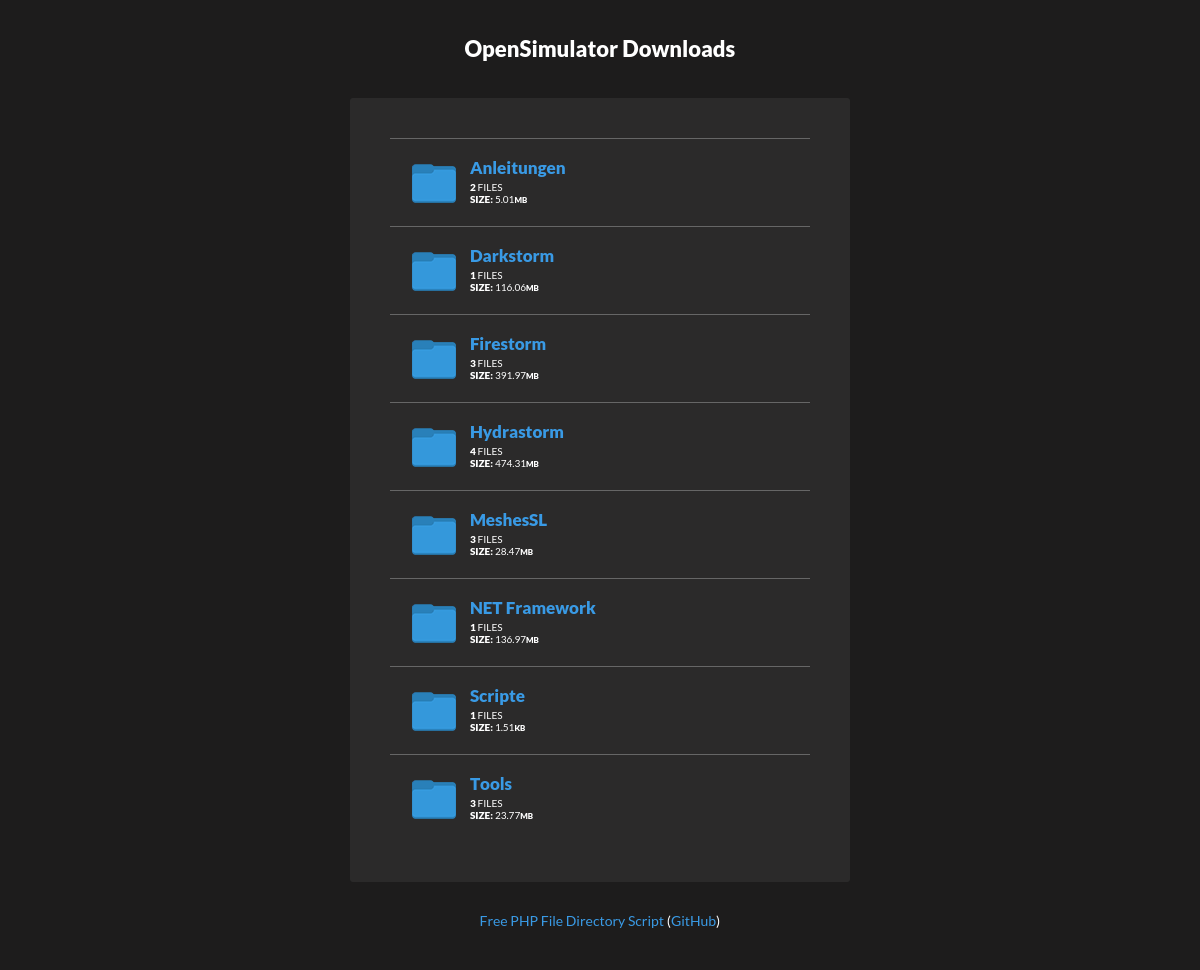 OpenSimulator Downloads
Anleitungen
2 FILES
SIZE: 5.01MB
Darkstorm
1 FILES
SIZE: 116.06MB
Firestorm
3 FILES
SIZE: 391.97MB
Hydrastorm
4 FILES
SIZE: 474.31MB
MeshesSL
3 FILES
SIZE: 28.47MB
NET Framework
1 FILES
SIZE: 136.97MB
Scripte
1 FILES
SIZE: 1.51KB
Tools
3 FILES
SIZE: 23.77MB
Free PHP File Directory Script (GitHub)